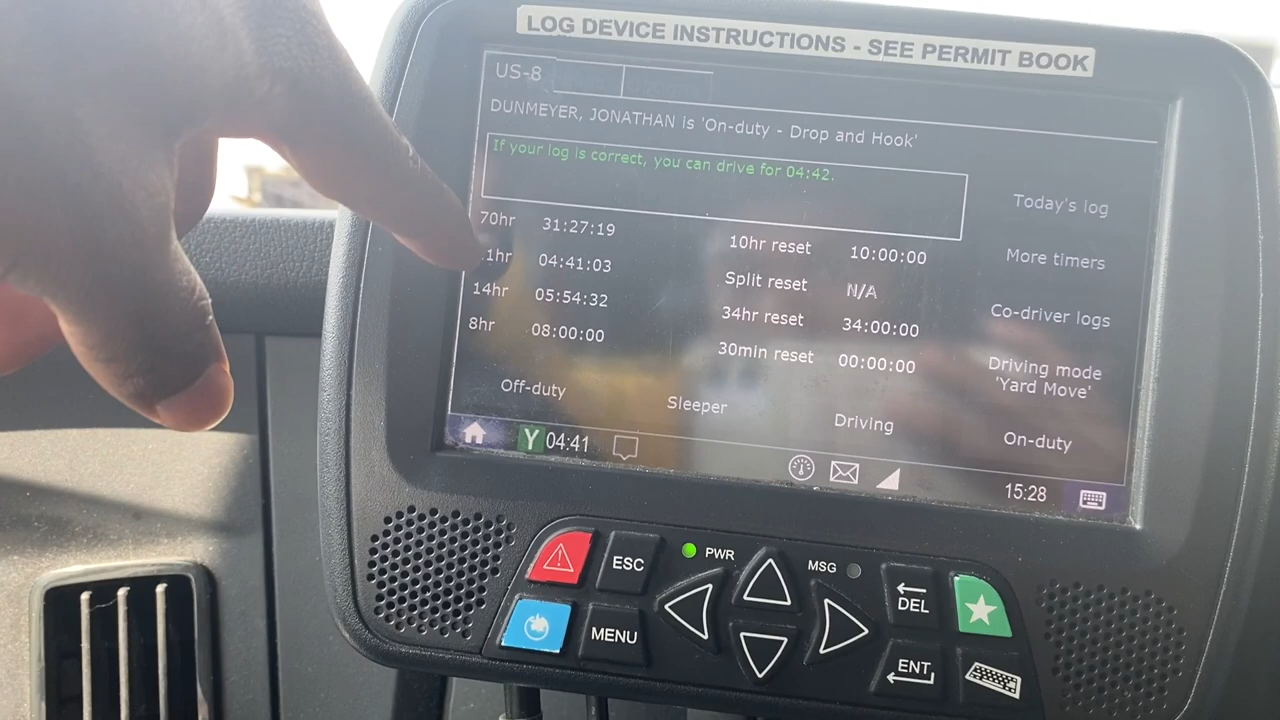 LOG DEVICE INSTRUCTIONS - SEE PERMIT BOOK
US-8
DUNMEYER, JONATHAN is 'On-duty - Drop and Hook'
If your log is correct, you can drive for 04:42.
70hr 31:27:19
1hr 04:41:03
14hr 05:54:32
8hr 08:00:00
10hr reset 10:00:00
Split reset N/A
34hr reset 34:00:00
30min reset 00:00:00
Today's log
More timers
Co-driver logs
Driving mode
'Yard Move'
Off-duty
Sleeper
Driving
On-duty
Y 04:41
15:28
ESC
PWR
MSG
DEL
MENU
ENT